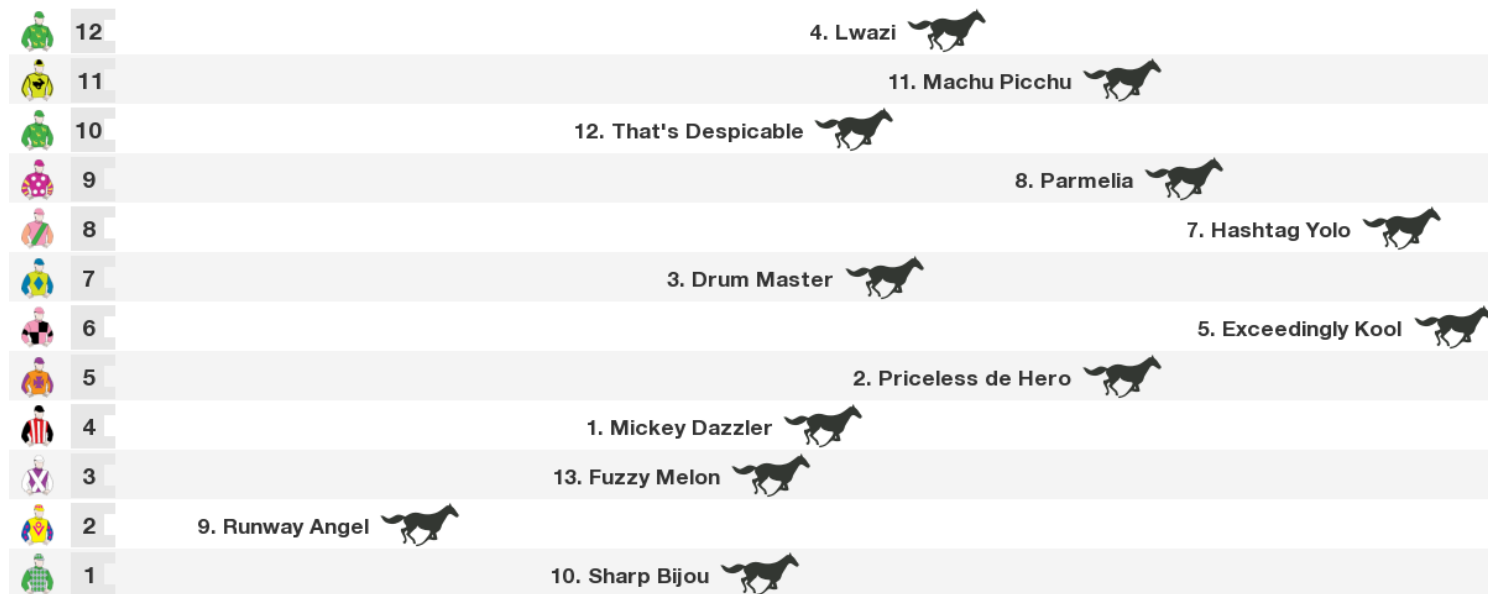 12 4. Lwazi
11 11. Machu Picchu
10 12. That's Despicable
9 8. Parmelia
8 7. Hashtag Yolo
7 3. Drum Master
6 5. Exceedingly Kool
5 2. Priceless de Hero
4 1. Mickey Dazzler
3 13. Fuzzy Melon
2 9. Runway Angel
1 10. Sharp Bijou